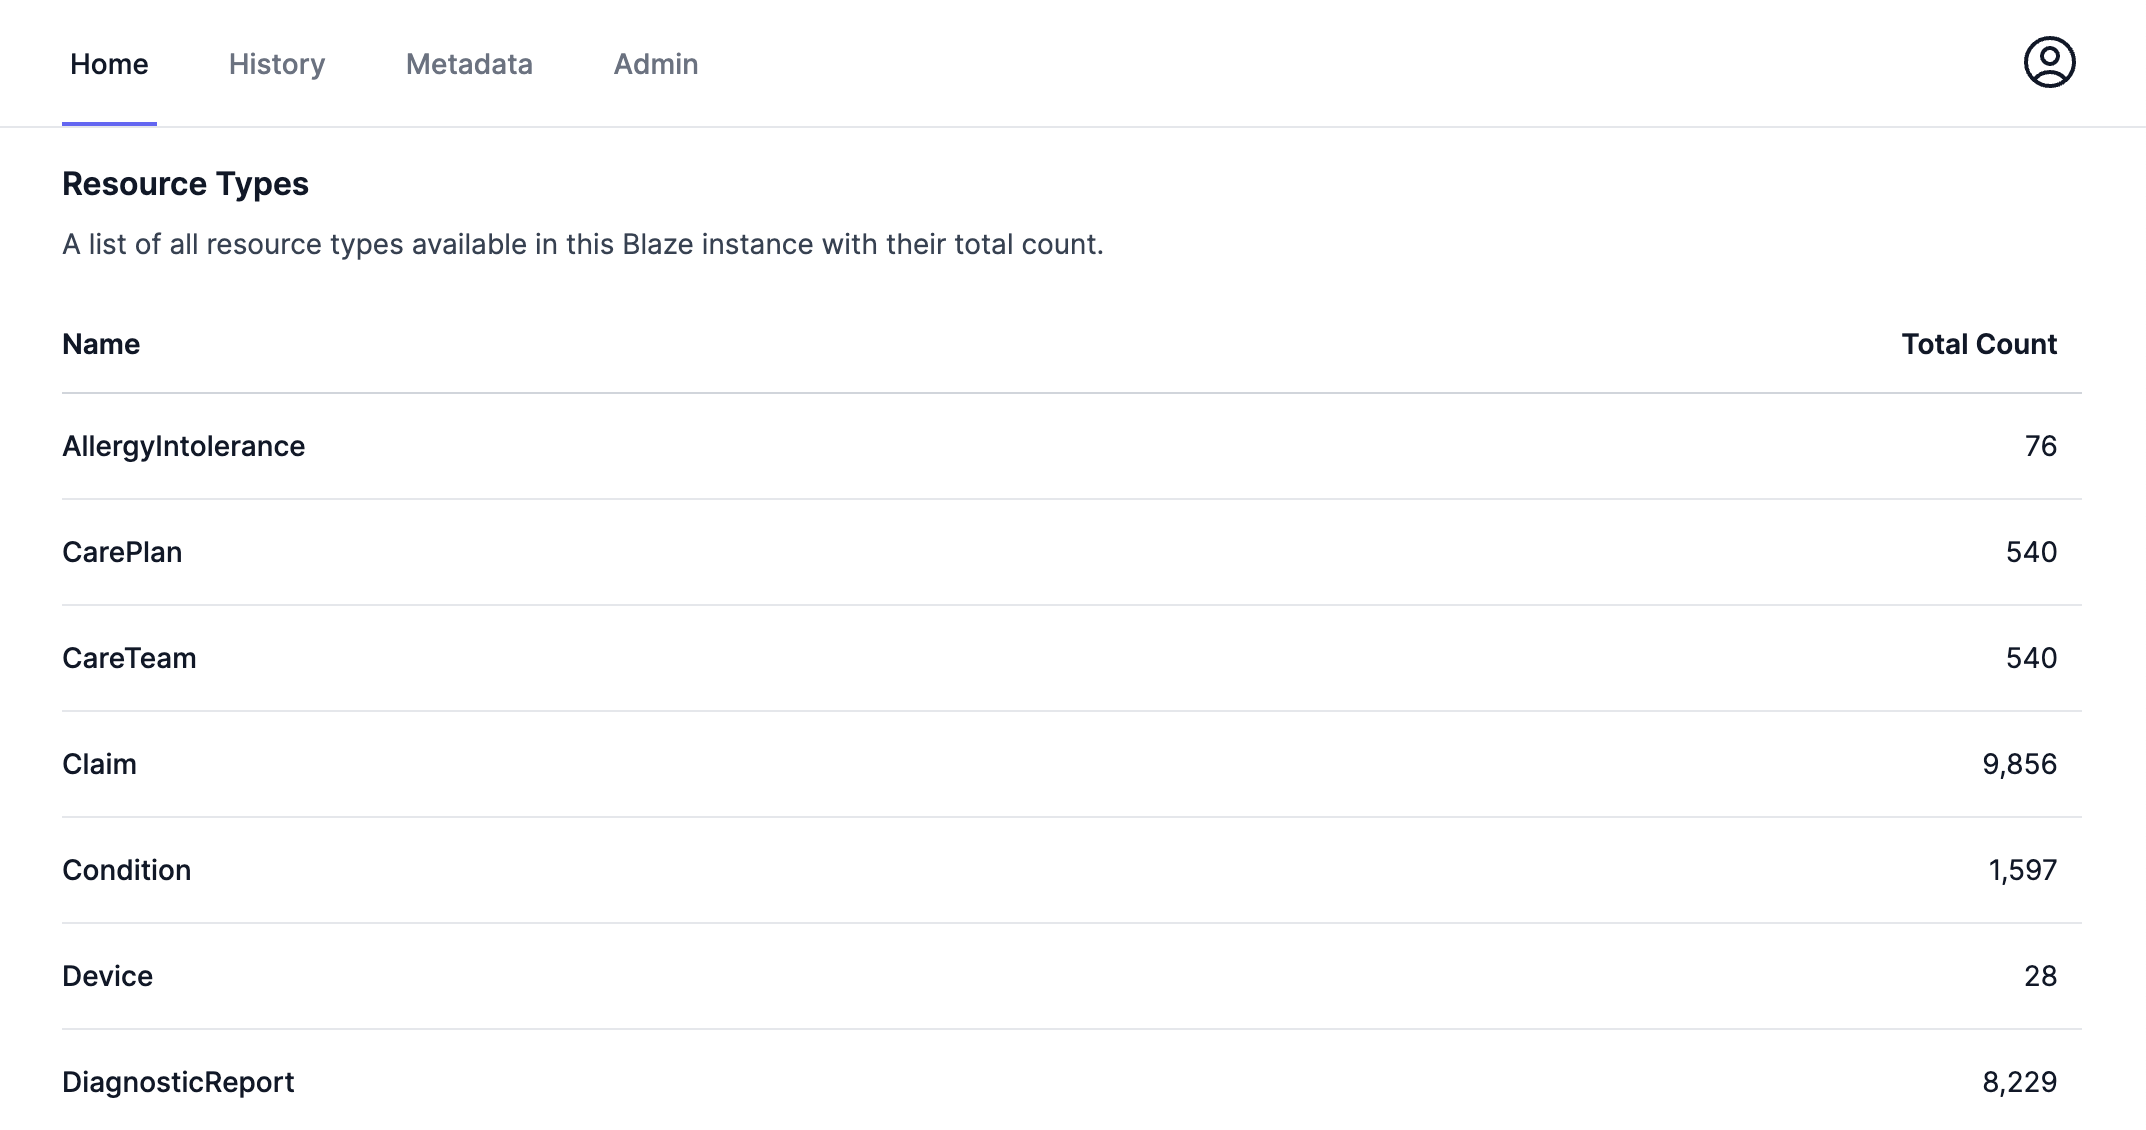 Home History Metadata Admin
Resource Types
A list of all resource types available in this Blaze instance with their total count.
Name Total Count
AllergyIntolerance 76
CarePlan 540
CareTeam 540
Claim 9,856
Condition 1,597
Device 28
DiagnosticReport 8,229